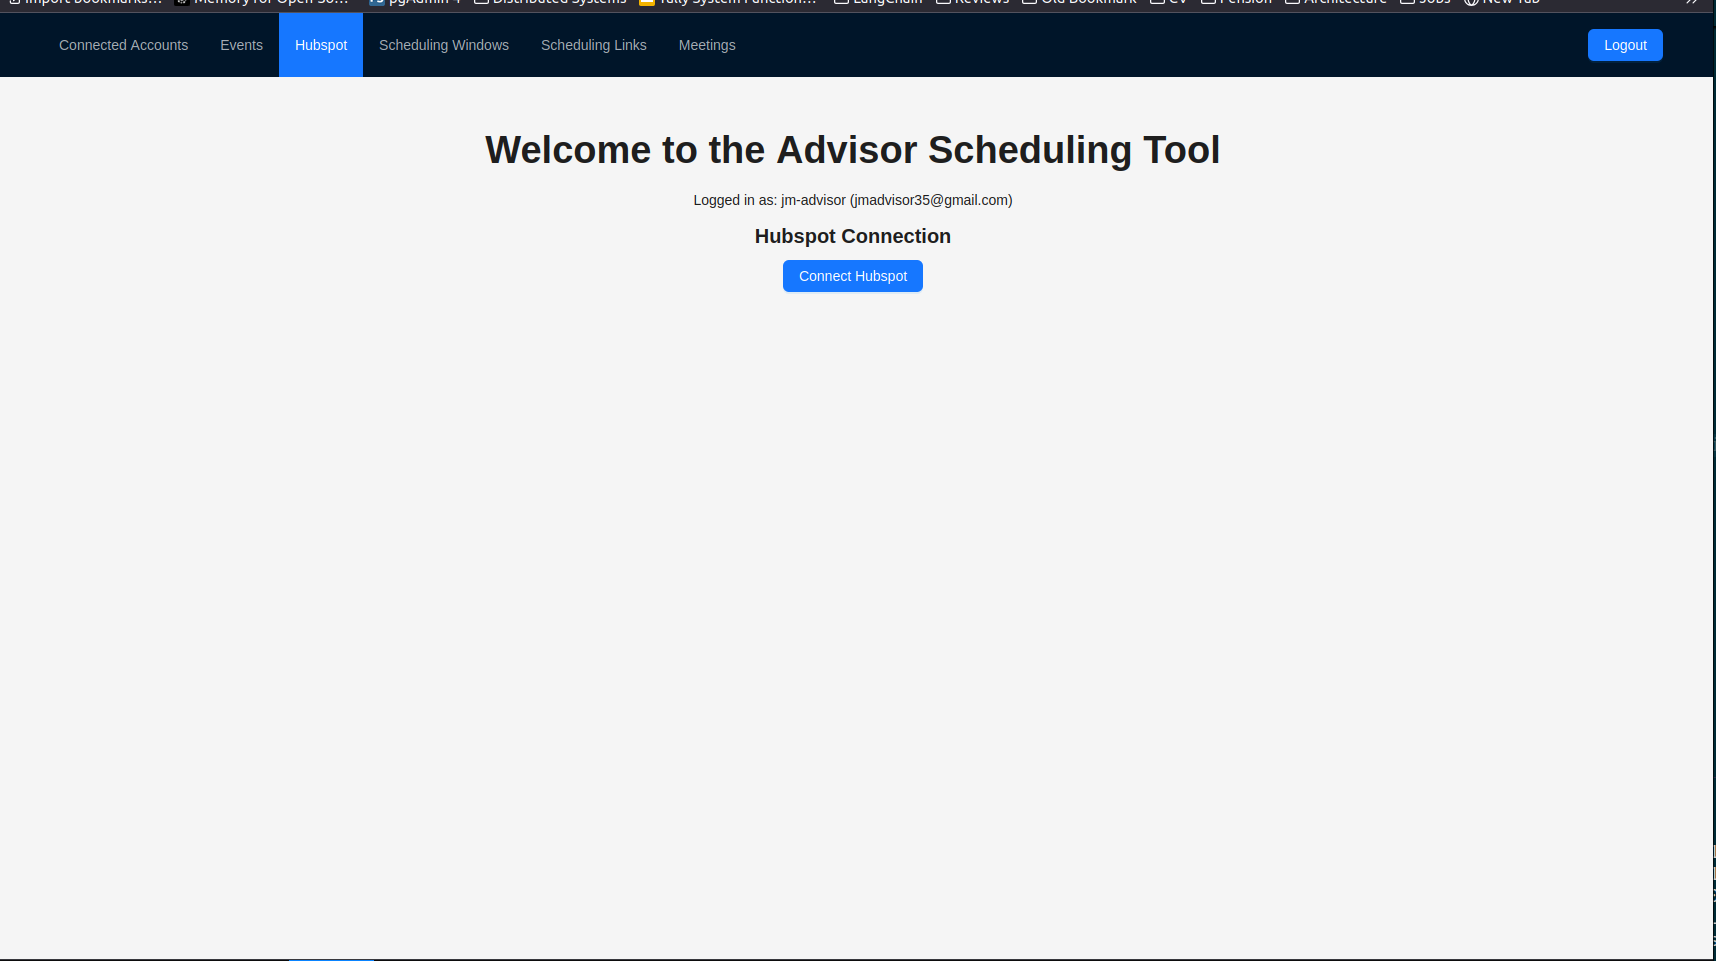 Import bookmarks... Memory for Open So... pgAdmin 4 Distributed Systems Tally System Function... LangChain Reviews Old Bookmark CV Pension Architecture Jobs New Tab
Connected Accounts Events Hubspot Scheduling Windows Scheduling Links Meetings Logout
Welcome to the Advisor Scheduling Tool
Logged in as: jm-advisor (jmadvisor35@gmail.com)
Hubspot Connection
Connect Hubspot